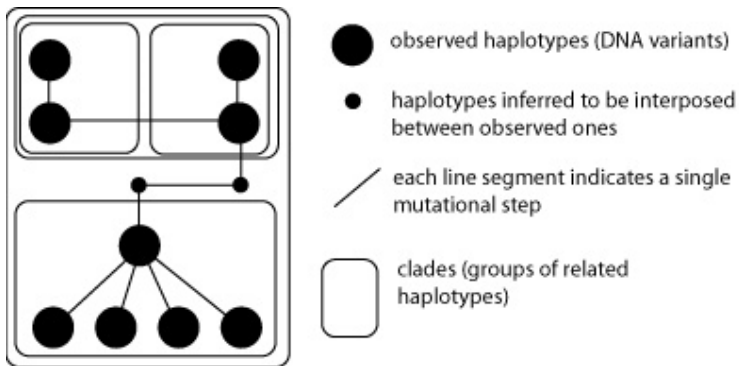 observed haplotypes (DNA variants)
haplotypes inferred to be interposed
between observed ones
each line segment indicates a single
mutational step
clades (groups of related
haplotypes)